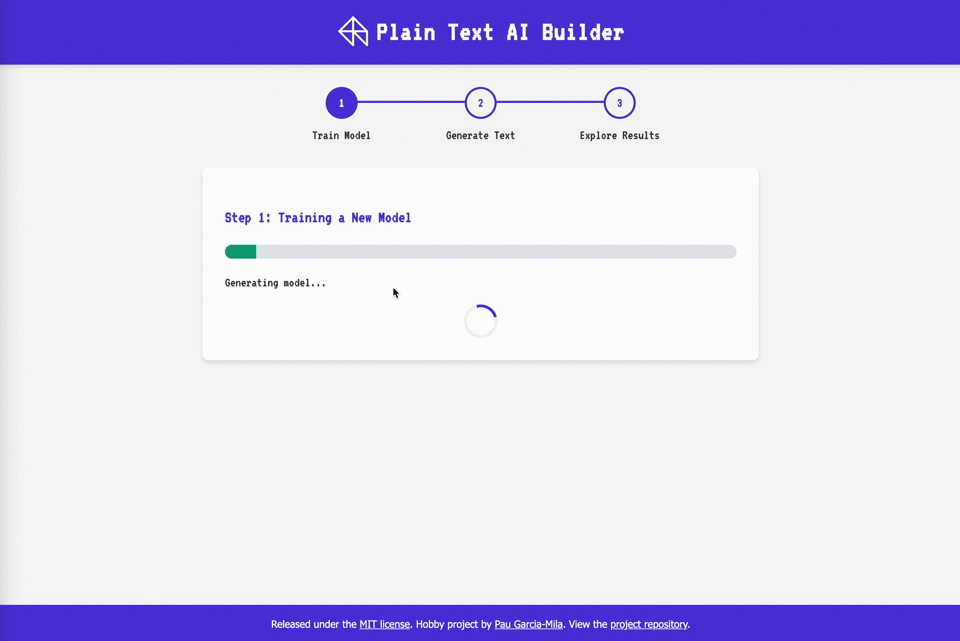 Plain Text AI Builder
1 2 3
Train Model Generate Text Explore Results
Step 1: Training a New Model
Generating model...
Released under the MIT license. Hobby project by Pau Garcia-Mila. View the project repository.